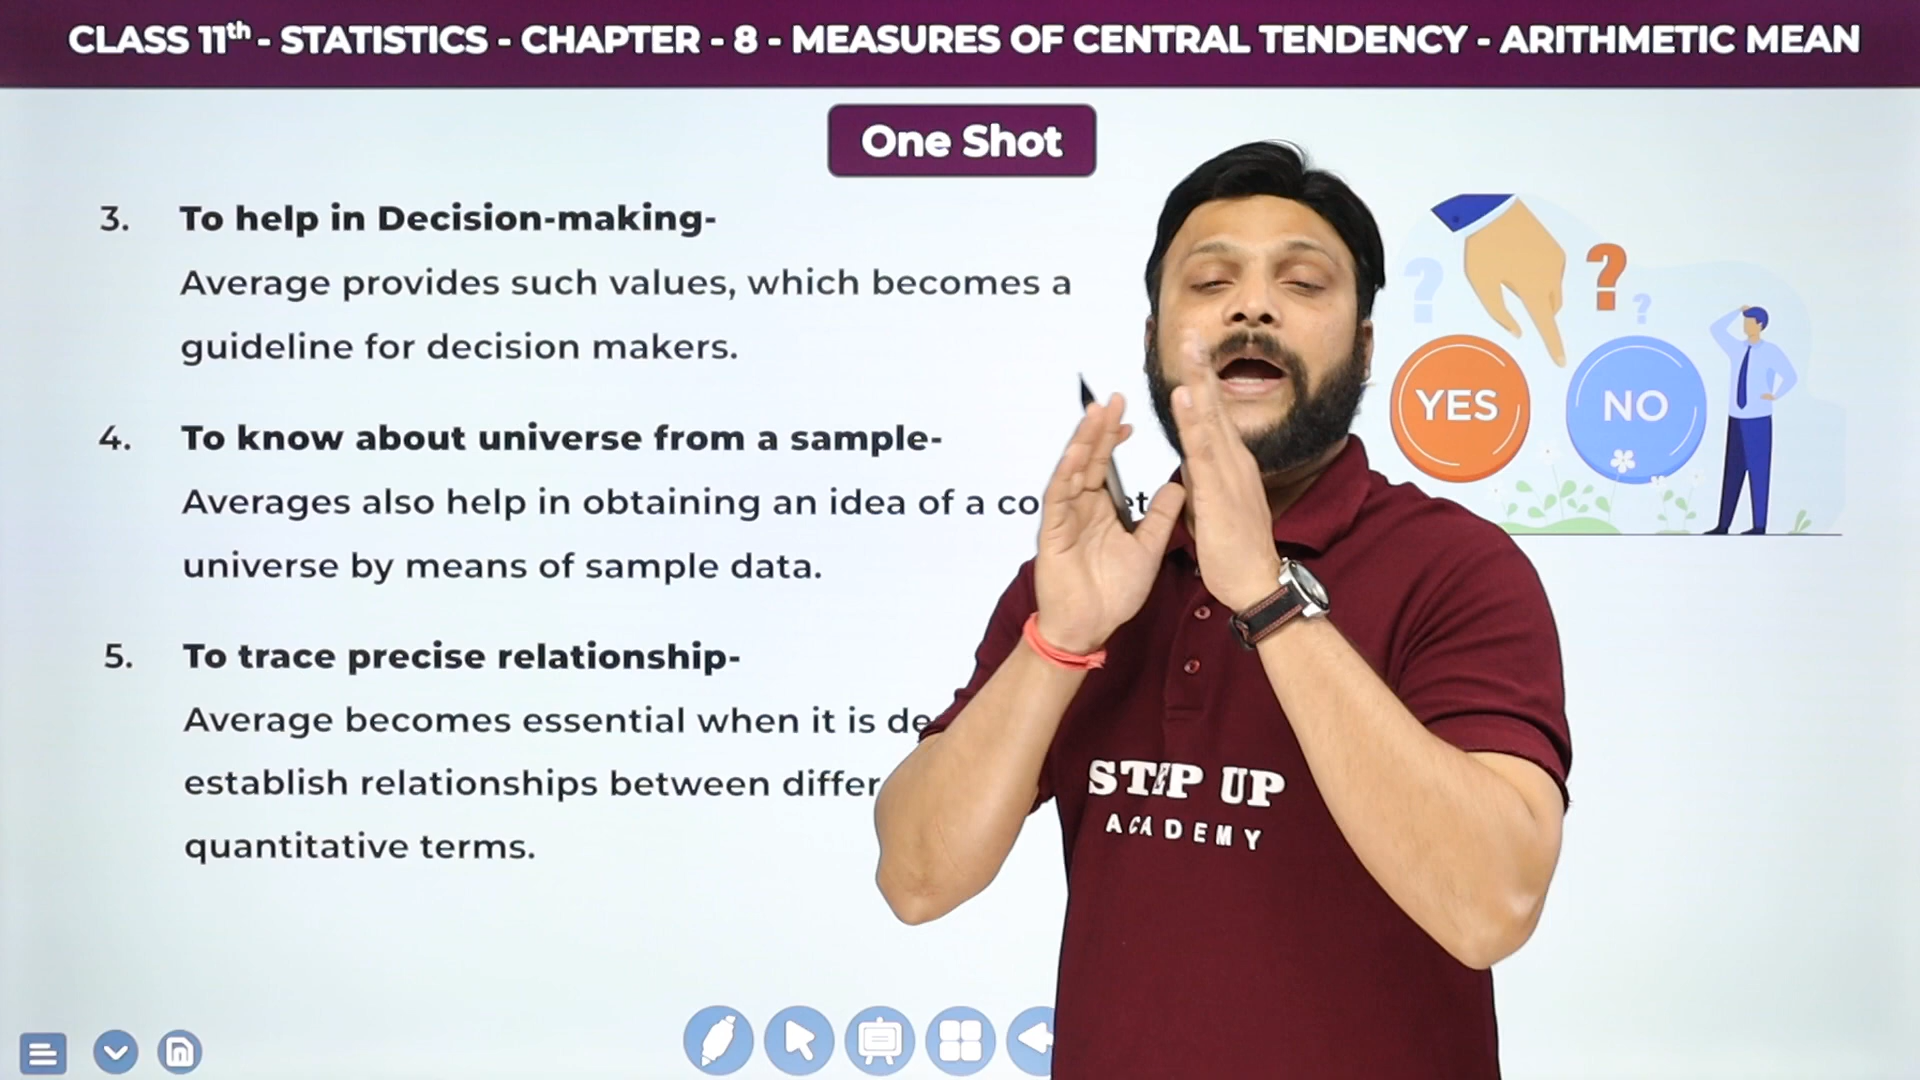 CLASS 11th - STATISTICS - CHAPTER - 8 - MEASURES OF CENTRAL TENDENCY - ARITHMETIC MEAN
One Shot
3. To help in Decision-making-
Average provides such values, which becomes a
guideline for decision makers.
4. To know about universe from a sample-
Averages also help in obtaining an idea of a
universe by means of sample data.
5. To trace precise relationship-
Average becomes essential when it is
establish relationships between
quantitative terms.
? ? ?
YES NO
STEP UP
ACADEMY